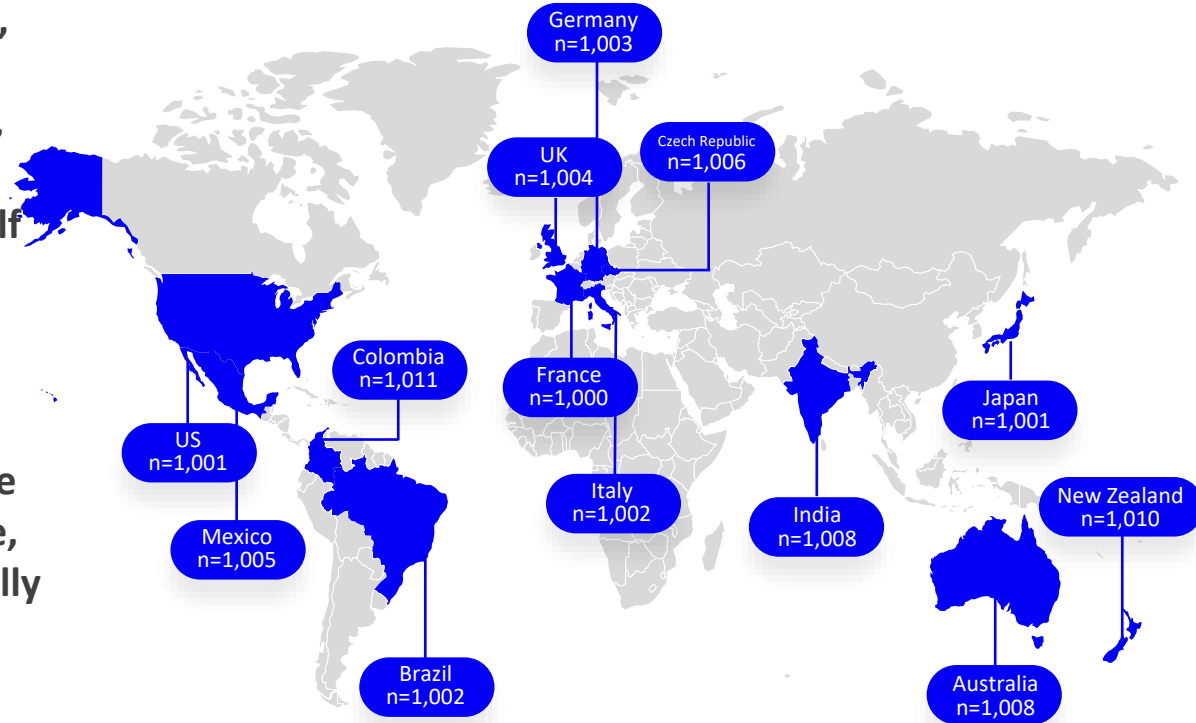 ,
,
lf
e
e,
lly
Germany
n=1,003
UK
n=1,004
Czech Republic
n=1,006
Colombia
n=1,011
France
n=1,000
Japan
n=1,001
US
n=1,001
Italy
n=1,002
India
n=1,008
New Zealand
n=1,010
Mexico
n=1,005
Brazil
n=1,002
Australia
n=1,008